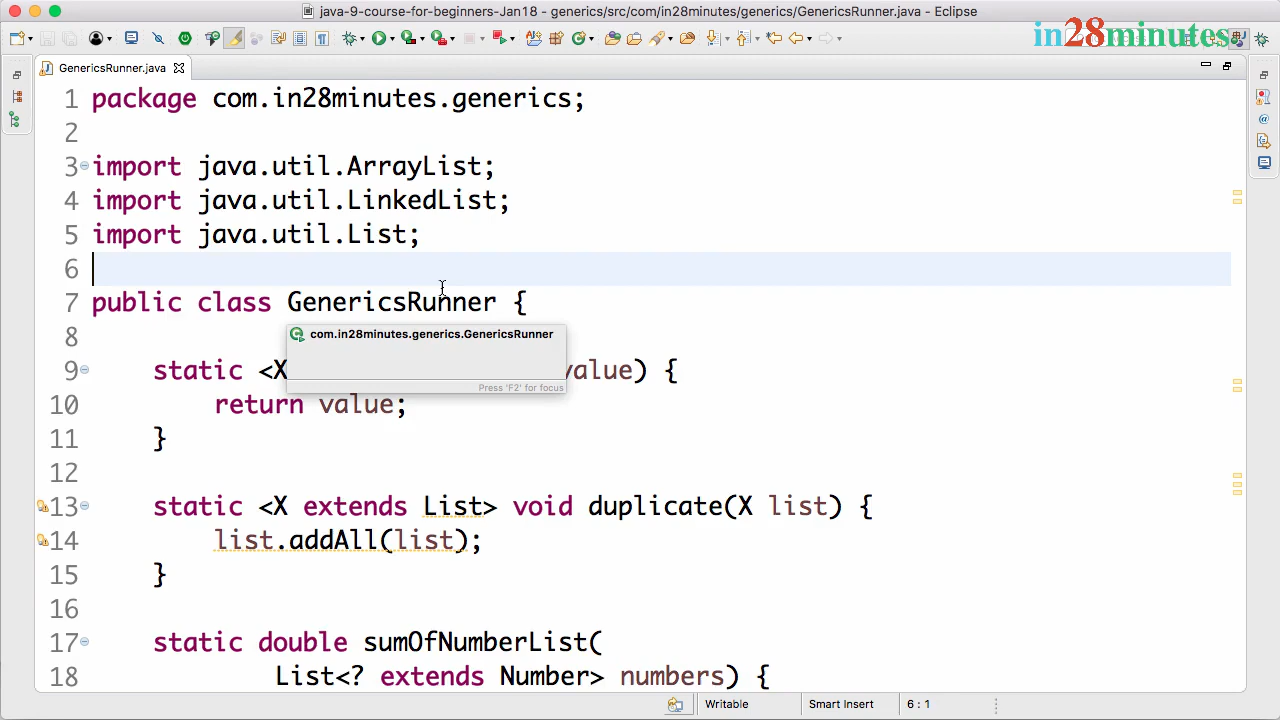 java-9-course-for-beginners-Jan18 - generics/src/com/in28minutes/generics/GenericsRunner.java - Eclipse
in28minutes
GenericsRunner.java
1 package com.in28minutes.generics;
2
3 import java.util.ArrayList;
4 import java.util.LinkedList;
5 import java.util.List;
6
7 public class GenericsRunner {
8
com.in28minutes.generics.GenericsRunner
9 static <X value) {
Press 'F2' for focus
10 return value;
11 }
12
13 static <X extends List> void duplicate(X list) {
14 list.addAll(list);
15 }
16
17 static double sumOfNumberList(
18 List<? extends Number> numbers) {
Writable Smart Insert 6 : 1